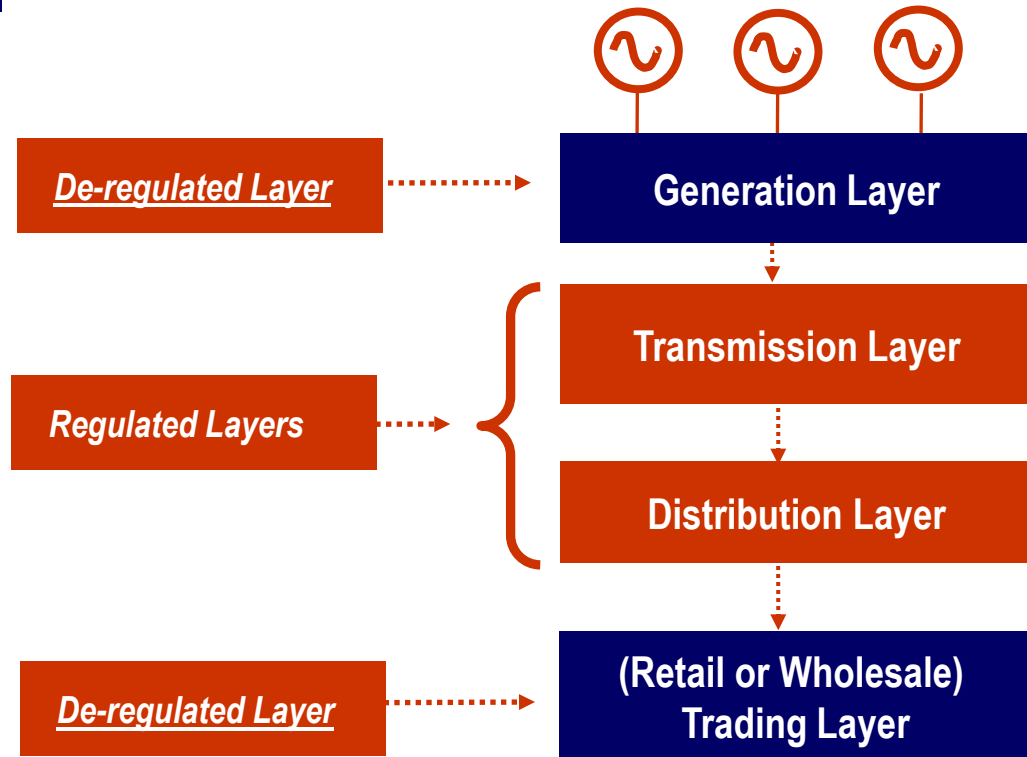 De-regulated Layer
Generation Layer
Transmission Layer
Regulated Layers
Distribution Layer
(Retail or Wholesale)
Trading Layer
De-regulated Layer